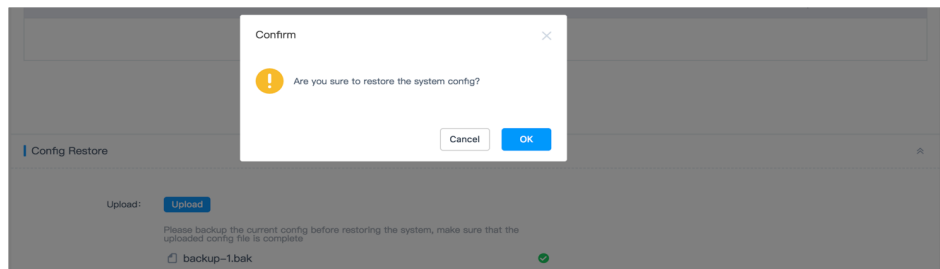 Confirm
Are you sure to restore the system config?
Cancel
OK
Config Restore
Upload:
Upload
Please backup the current config before restoring the system, make sure that the
uploaded config file is complete
backup-1.bak